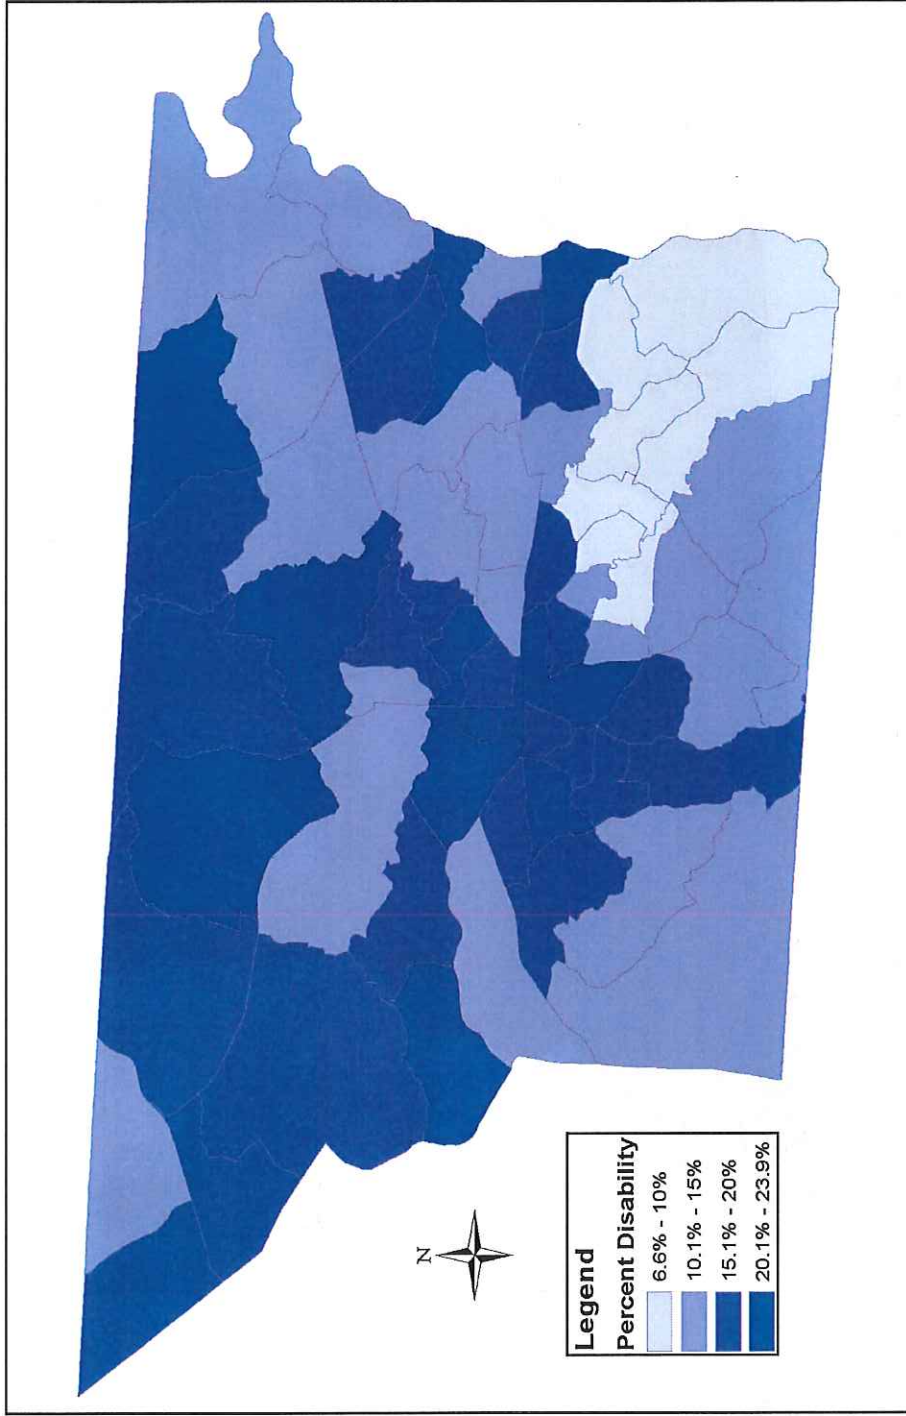 N
Legend
Percent Disability
6.6% - 10%
10.1% - 15%
15.1% - 20%
20.1% - 23.9%